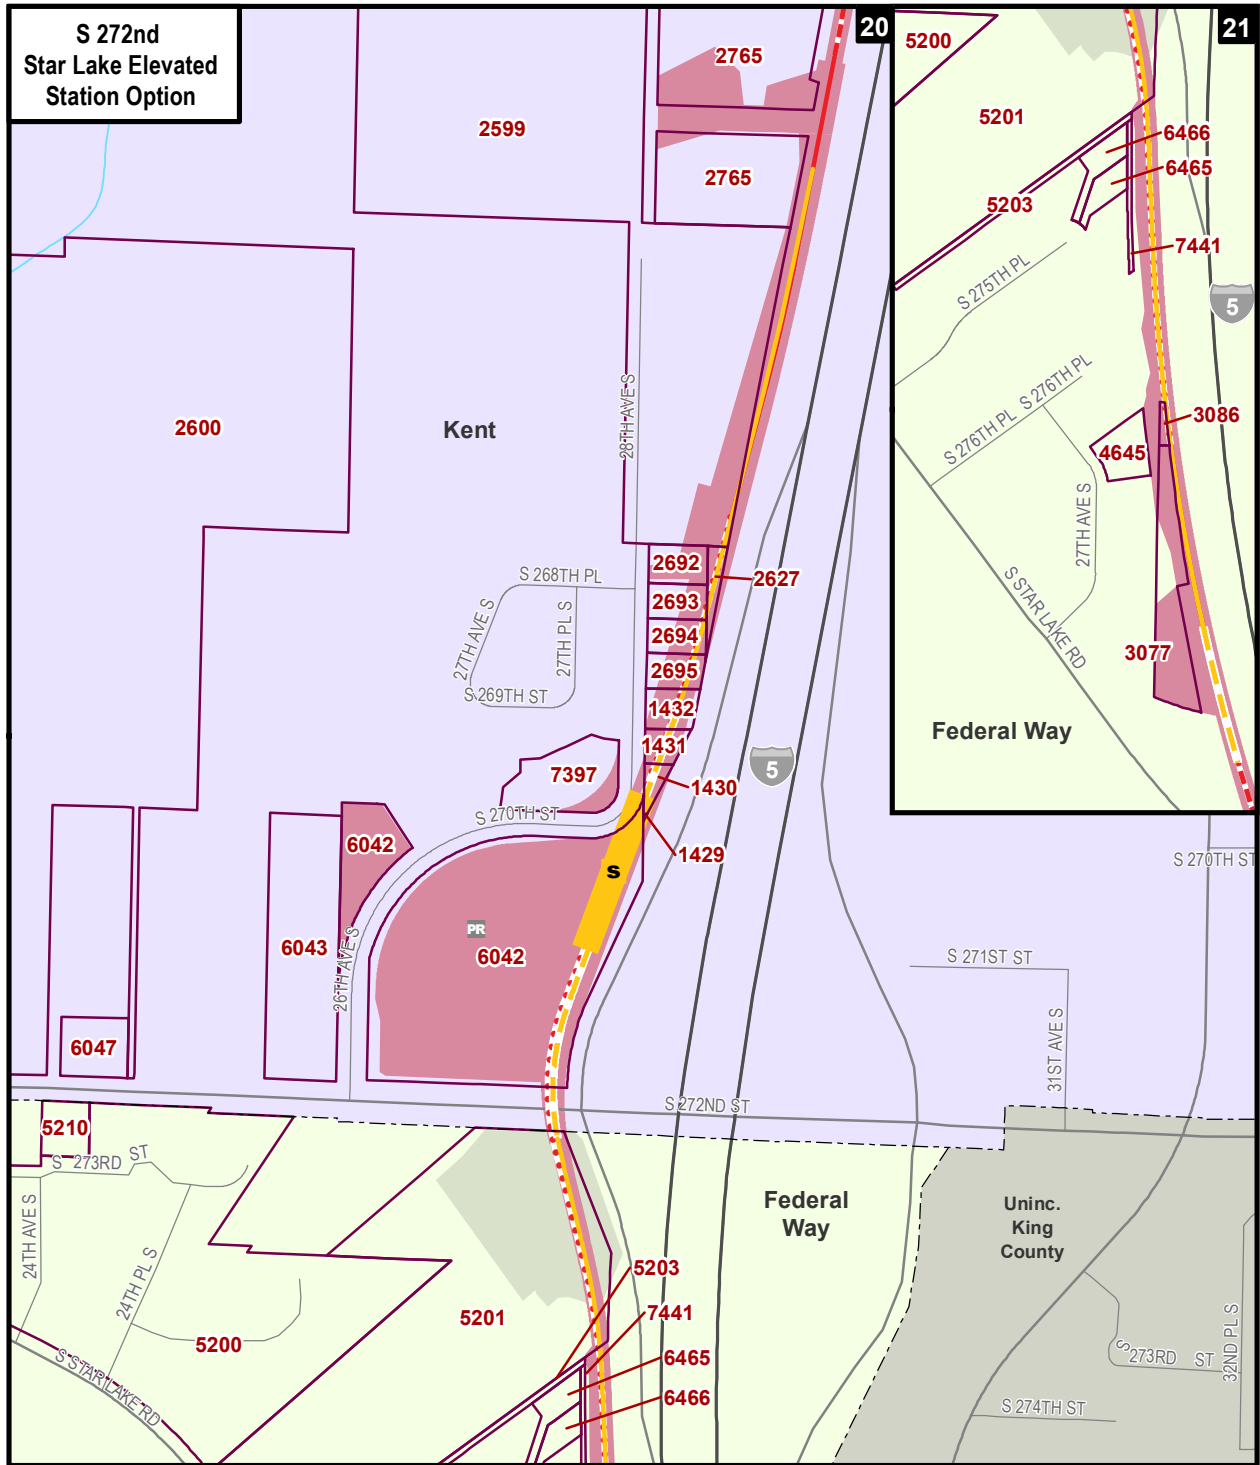 S 272nd
Star Lake Elevated
Station Option
20
21
2765
2599
2765
5200
5201
6466
6465
5203
7441
S 275TH PL
5
S 276TH PL
S 276TH PL
3086
4645
27TH AVE S
S STAR LAKE RD
3077
Federal Way
2600
Kent
28TH AVE S
2692
2627
S 268TH PL
2693
27TH AVE S
27TH PL S
2694
2695
S 269TH ST
1432
1431
5
7397
1430
S 270TH ST
6042
1429
S 270TH ST
s
PR
6043
6042
26TH AVE S
S 271ST ST
6047
31ST AVE S
S 272ND ST
5210
S 273RD ST
24TH AVE S
Federal
Way
Uninc.
King
County
24TH PL S
5203
7441
5201
5200
6465
S STAR LAKE RD
6466
S 273RD ST
32ND PL S
S 274TH ST